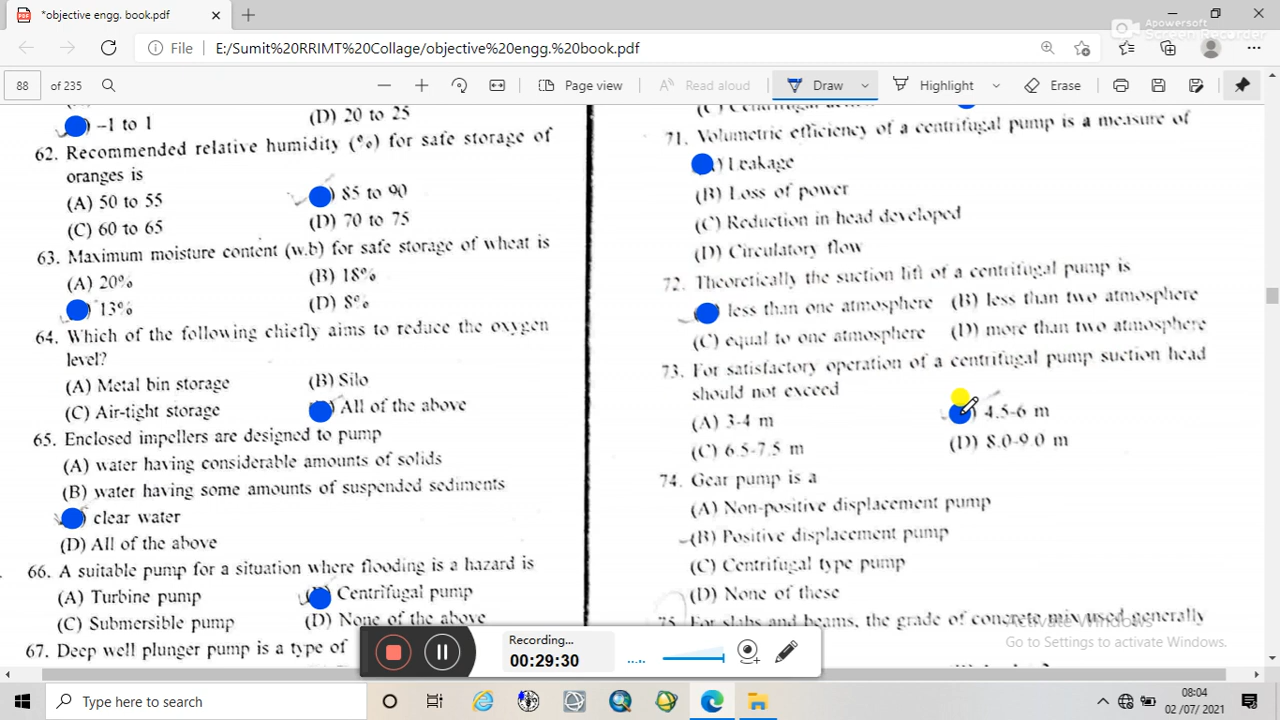 *objective engg. book.pdf
Apowersoft
Screen Recorder
File
E:/Sumit%20RRIMT%20Collage/objective%20engg.%20book.pdf
88 of 235
Page view
Read aloud
Draw
Highlight
Erase
–1 to 1
(D) 20 to 25
62. Recommended relative humidity (%) for safe storage of
oranges is
(A) 50 to 55
) 85 to 90
(C) 60 to 65
(D) 70 to 75
63. Maximum moisture content (w.b) for safe storage of wheat is
(A) 20%
(B) 18%
13%
(D) 8%
64. Which of the following chiefly aims to reduce the oxygen
level?
(A) Metal bin storage
(B) Silo
(C) Air-tight storage
) All of the above
65. Enclosed impellers are designed to pump
(A) water having considerable amounts of solids
(B) water having some amounts of suspended sediments
) clear water
(D) All of the above
66. A suitable pump for a situation where flooding is a hazard is
(A) Turbine pump
Centrifugal pump
(C) Submersible pump
(D) None of the above
67. Deep well plunger pump is a type of
71. Volumetric efficiency of a centrifugal pump is a measure of
) Leakage
(B) Loss of power
(C) Reduction in head developed
(D) Circulatory flow
72. Theoretically the suction lift of a centrifugal pump is
less than one atmosphere
(B) less than two atmosphere
(C) equal to one atmosphere
(D) more than two atmosphere
73. For satisfactory operation of a centrifugal pump suction head
should not exceed
(A) 3-4 m
) 4.5-6 m
(C) 6.5-7.5 m
(D) 8.0-9.0 m
74. Gear pump is a
(A) Non-positive displacement pump
(B) Positive displacement pump
(C) Centrifugal type pump
(D) None of these
75. For slabs and beams, the grade of concrete mix used generally
Activate Windows
Go to Settings to activate Windows.
Recording...
00:29:30
Type here to search
08:04
02/07/2021